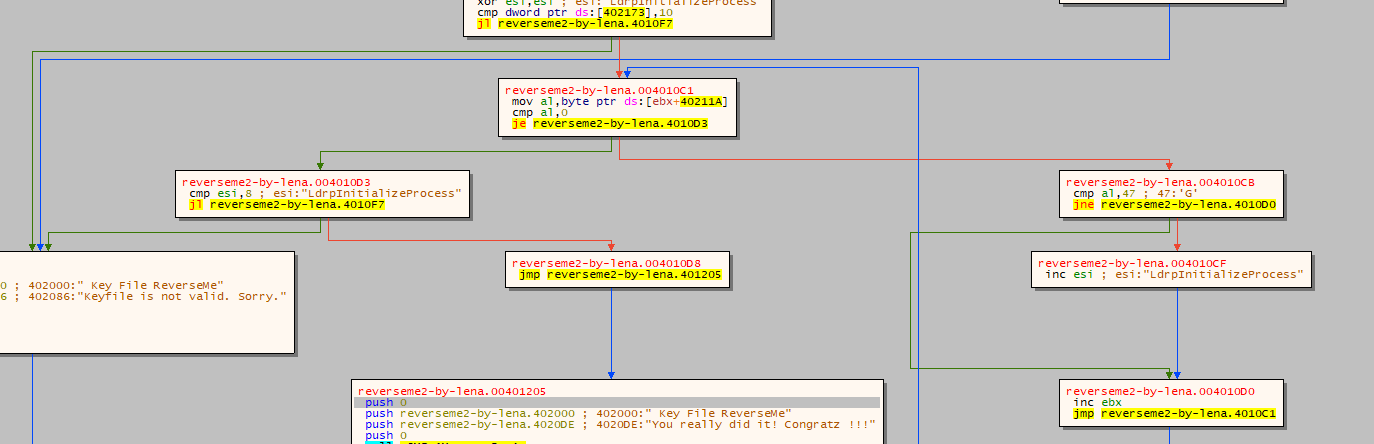 xor esi,esi ; esi:"LdrpInitializeProcess"
cmp dword ptr ds:[402173],10
jl reverseme2-by-lena.4010F7
reverseme2-by-lena.004010C1
mov al,byte ptr ds:[ebx+40211A]
cmp al,0
je reverseme2-by-lena.4010D3
reverseme2-by-lena.004010D3
cmp esi,8 ; esi:"LdrpInitializeProcess"
jl reverseme2-by-lena.4010F7
reverseme2-by-lena.004010CB
cmp al,47 ; 47:'G'
jne reverseme2-by-lena.4010D0
0 ; 402000:" Key File ReverseMe"
6 ; 402086:"Keyfile is not valid. Sorry."
reverseme2-by-lena.004010D8
jmp reverseme2-by-lena.401205
reverseme2-by-lena.004010CF
inc esi ; esi:"LdrpInitializeProcess"
reverseme2-by-lena.00401205
push 0
push reverseme2-by-lena.402000 ; 402000:" Key File ReverseMe"
push reverseme2-by-lena.4020DE ; 4020DE:"You really did it! Congratz !!!"
push 0
reverseme2-by-lena.004010D0
inc ebx
jmp reverseme2-by-lena.4010C1